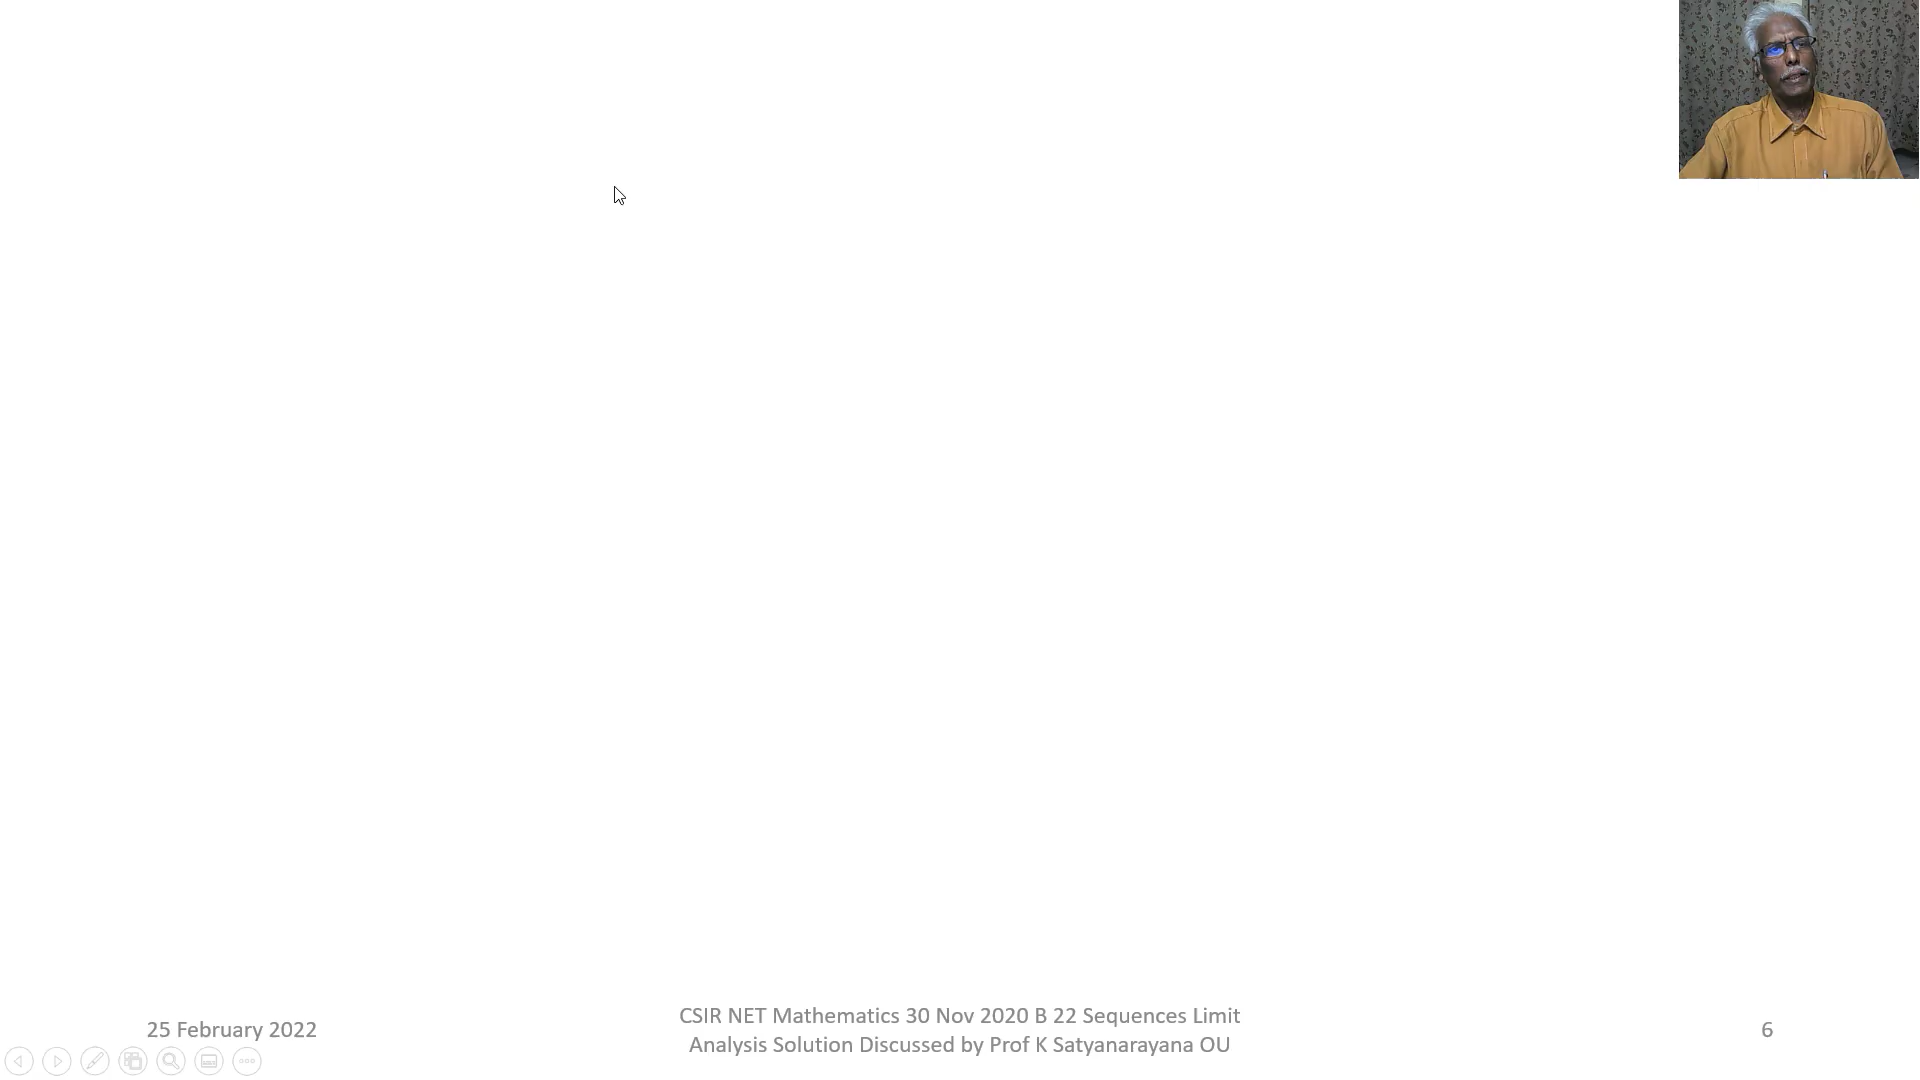 25 February 2022
CSIR NET Mathematics 30 Nov 2020 B 22 Sequences Limit
Analysis Solution Discussed by Prof K Satyanarayana OU
6